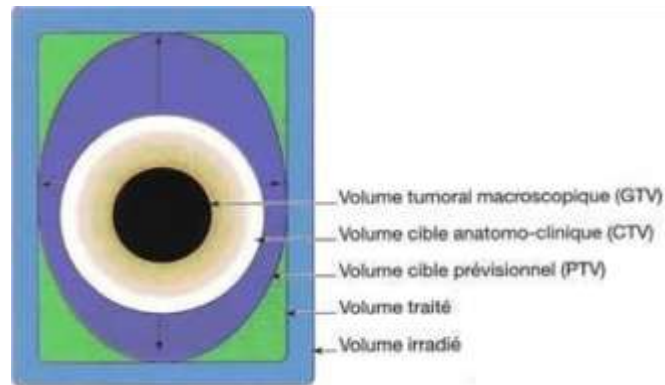 Volume tumoral macroscopique (GTV)
Volume cible anatomo-clinique (CTV)
Volume cible prévisionnel (PTV)
Volume traité
Volume irradié